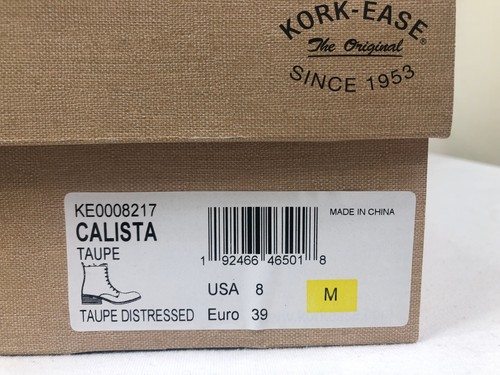 KORK-EASE®
The Original
SINCE 1953
KE0008217
CALISTA
TAUPE
MADE IN CHINA
1 92466 46501 8
USA 8
M
TAUPE DISTRESSED Euro 39